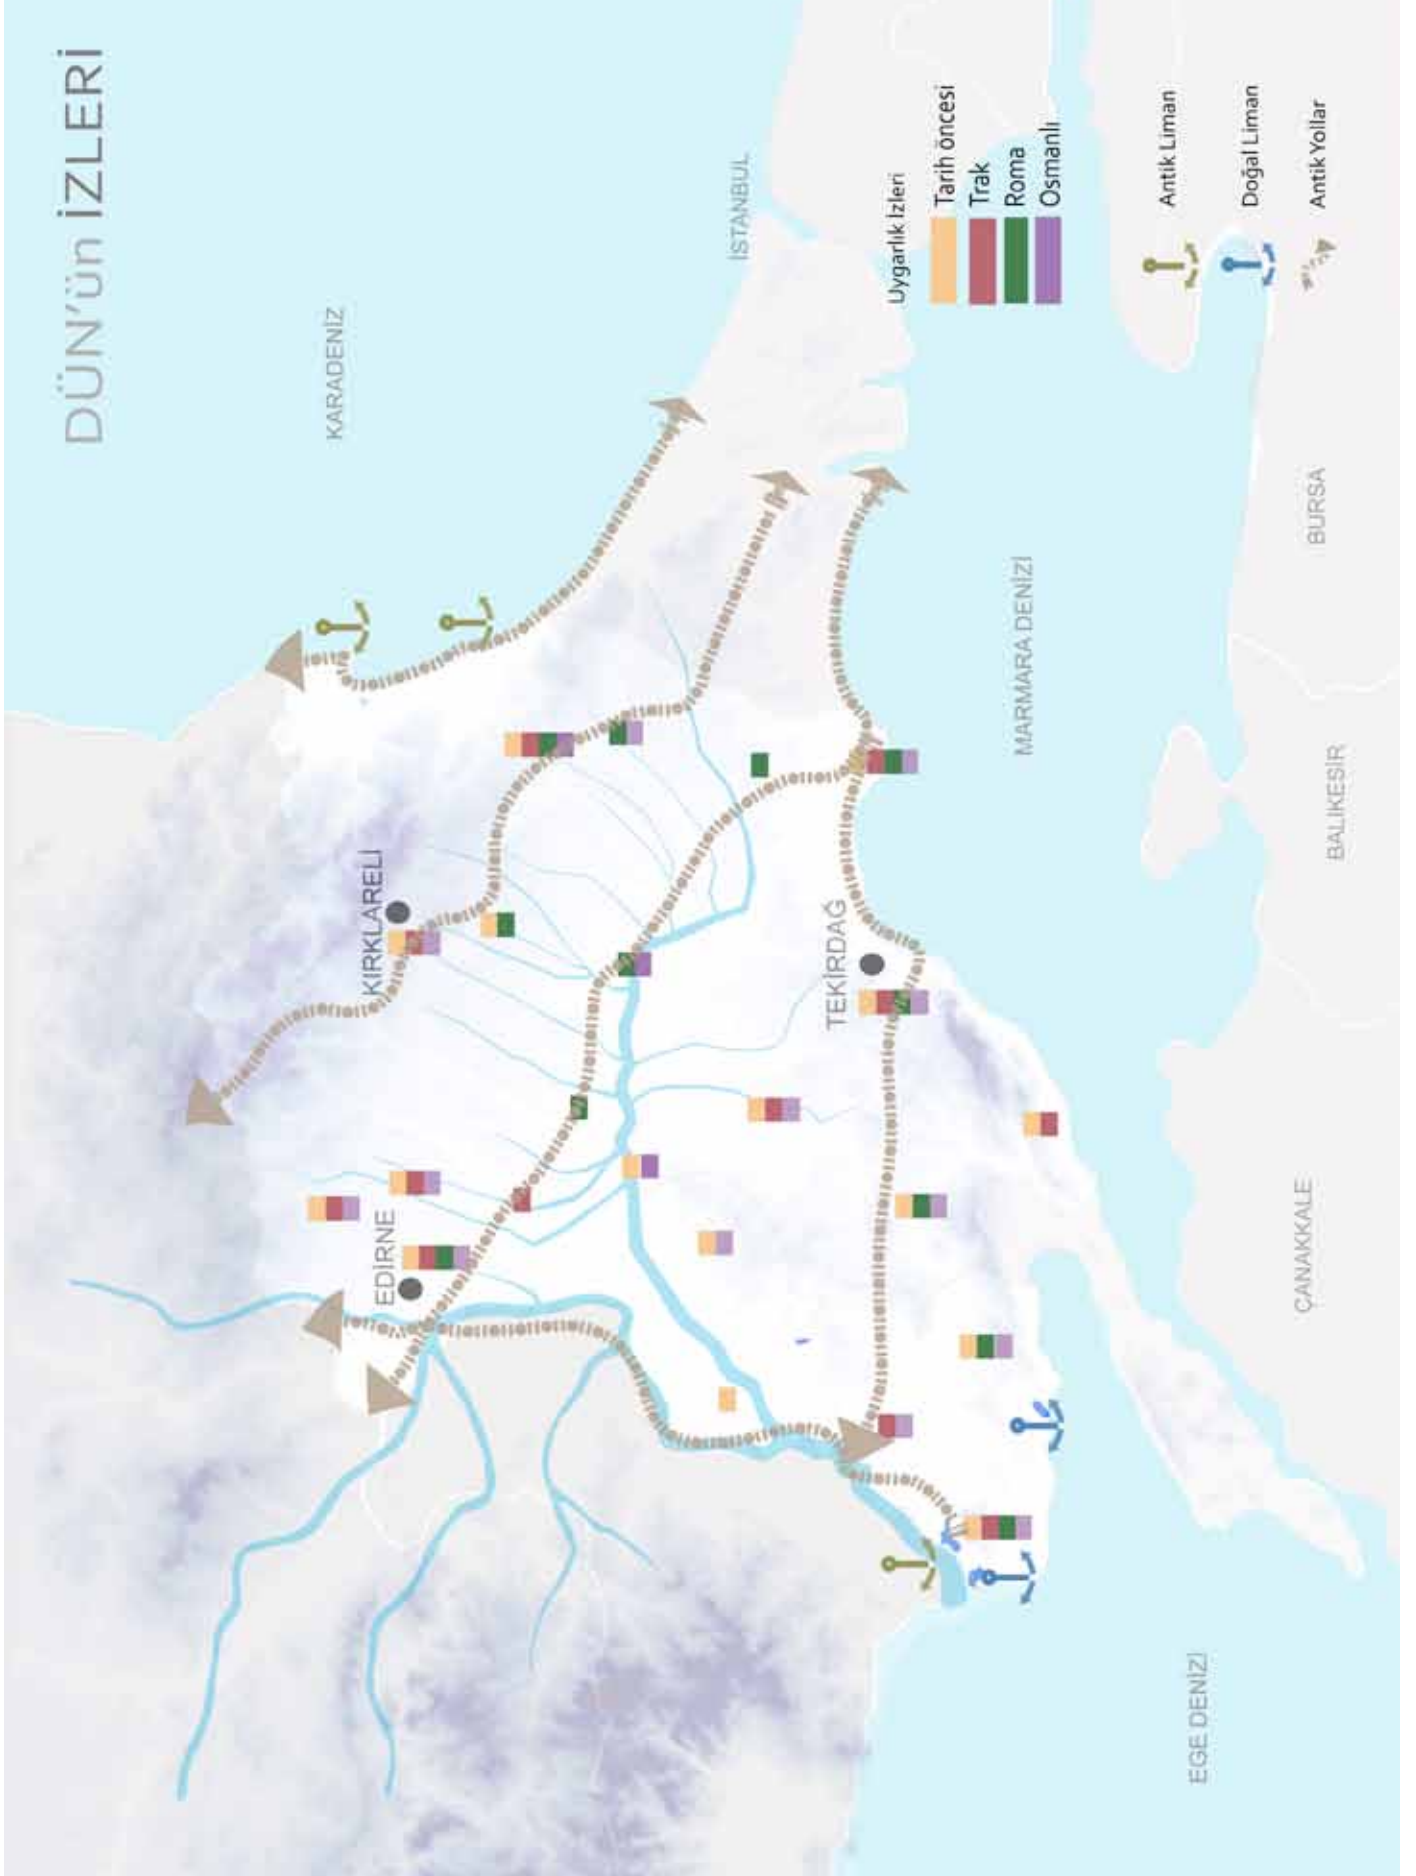 DÜN'ün İZLERİ
KARADENİZ
İSTANBUL
KIRKLARELİ
EDİRNE
TEKİRDAĞ
MARMARA DENİZİ
BURSA
BALIKESİR
ÇANAKKALE
EGE DENİZİ
Uygarlık İzleri
Tarih öncesi
Trak
Roma
Osmanlı
Antik Liman
Doğal Liman
Antik Yollar